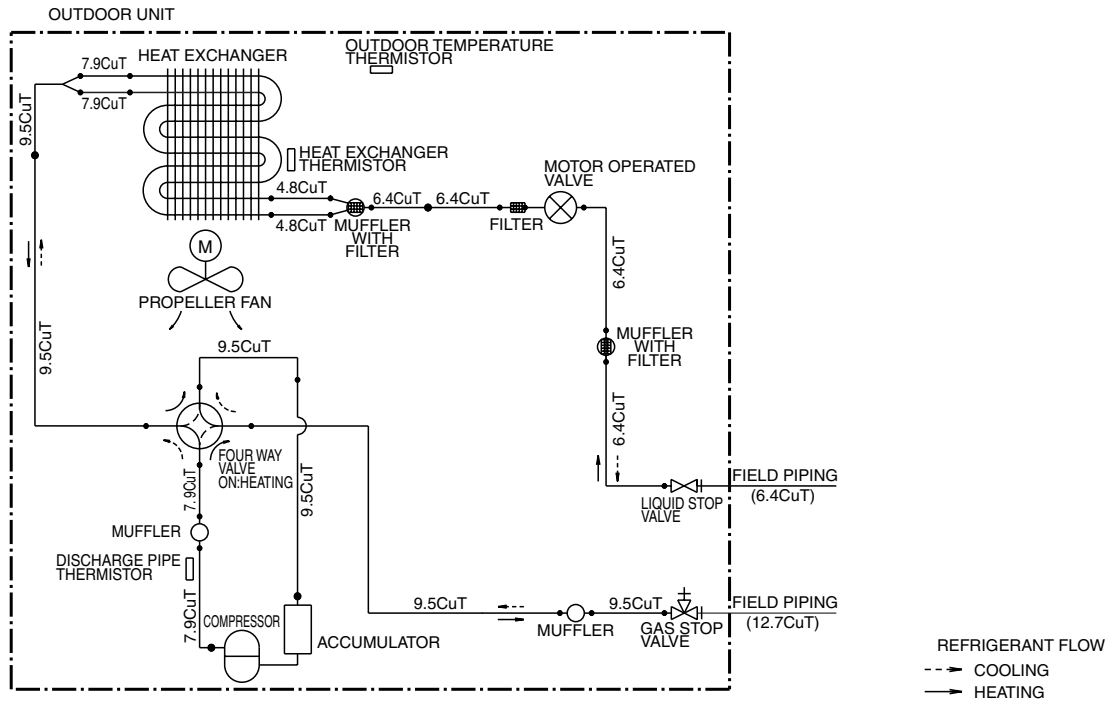 OUTDOOR UNIT
HEAT EXCHANGER
OUTDOOR TEMPERATURE
THERMISTOR
7.9CuT
7.9CuT
9.5CuT
HEAT EXCHANGER
THERMISTOR
MOTOR OPERATED
VALVE
4.8CuT
6.4CuT
6.4CuT
4.8CuT
MUFFLER
WITH
FILTER
FILTER
M
6.4CuT
PROPELLER FAN
9.5CuT
9.5CuT
MUFFLER
WITH
FILTER
6.4CuT
FOUR WAY
VALVE
ON:HEATING
7.9CuT
9.5CuT
FIELD PIPING
(6.4CuT)
LIQUID STOP
VALVE
MUFFLER
DISCHARGE PIPE
THERMISTOR
7.9CuT
COMPRESSOR
ACCUMULATOR
9.5CuT
9.5CuT
MUFFLER
GAS STOP
VALVE
FIELD PIPING
(12.7CuT)
REFRIGERANT FLOW
COOLING
HEATING